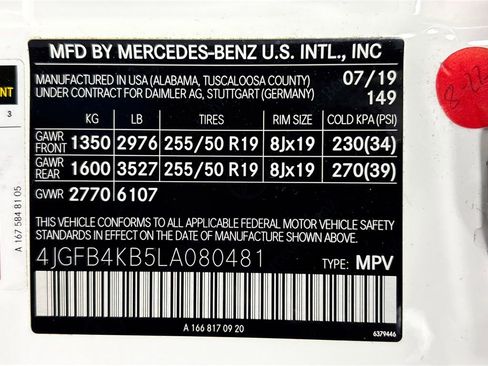 MFD BY MERCEDES-BENZ U.S. INTL., INC
MANUFACTURED IN USA (ALABAMA, TUSCALOOSA COUNTY) 07/19
UNDER CONTRACT FOR DAIMLER AG, STUTTGART (GERMANY) 149
KG LB TIRES RIM SIZE COLD KPA (PSI)
GAWR FRONT 1350 2976 255/50 R19 8Jx19 230(34)
GAWR REAR 1600 3527 255/50 R19 8Jx19 270(39)
GVWR 2770 6107
THIS VEHICLE CONFORMS TO ALL APPLICABLE FEDERAL MOTOR VEHICLE
SAFETY STANDARDS IN EFFECT ON THE DATE OF MANUFACTURE SHOWN ABOVE.
4JGFB4KB5LA080481 TYPE: MPV
A 166 817 09 20
6379446
NT
3
A 167 584 81 05